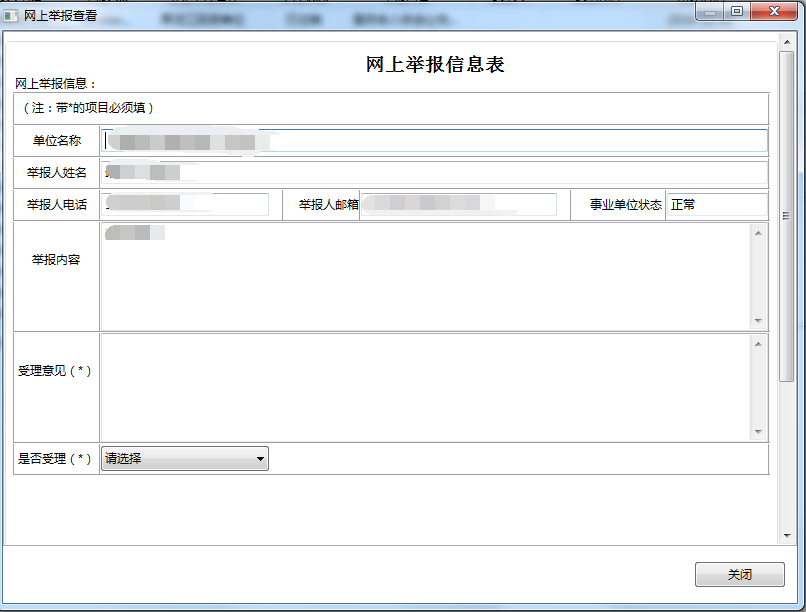 网上举报查看
网上举报信息表
网上举报信息：
（注：带*的项目必须填）
单位名称
举报人姓名
举报人电话 举报人邮箱 事业单位状态 正常
举报内容
受理意见（*）
是否受理（*） 请选择
关闭